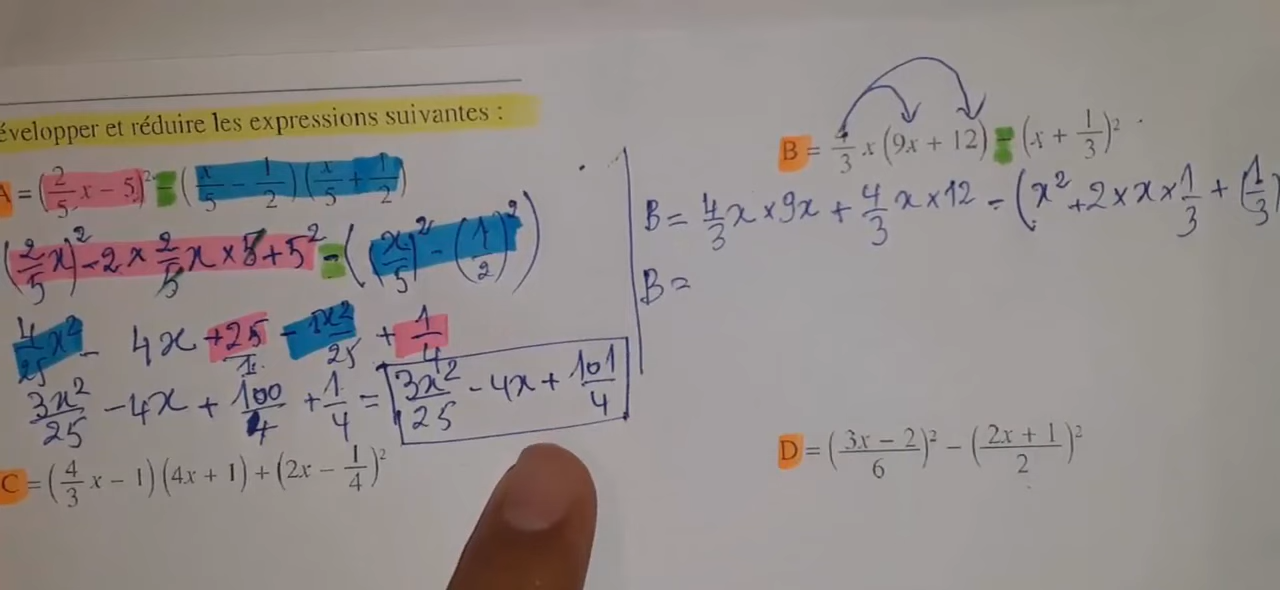 évelopper et réduire les expressions suivantes :
A = (2/5 x − 5)² − (x/5 − 1/2)(x/5 + 1/2)
(2/5 x)² − 2 × 2/5 x × 5 + 5² − ((x/5)² − (1/2)²)
4/25 x² − 4x + 25/1 − 1x²/25 + 1/4
3x²/25 − 4x + 100/4 + 1/4 = 3x²/25 − 4x + 101/4
C = (4/3 x − 1)(4x + 1) + (2x − 1/4)²
B = 4/3 x (9x + 12) − (x + 1/3)²
B = 4/3 x × 9x + 4/3 x × 12 − (x² + 2 × x × 1/3 + (1/3)
B =
D = (3x − 2/6)² − (2x + 1/2)²